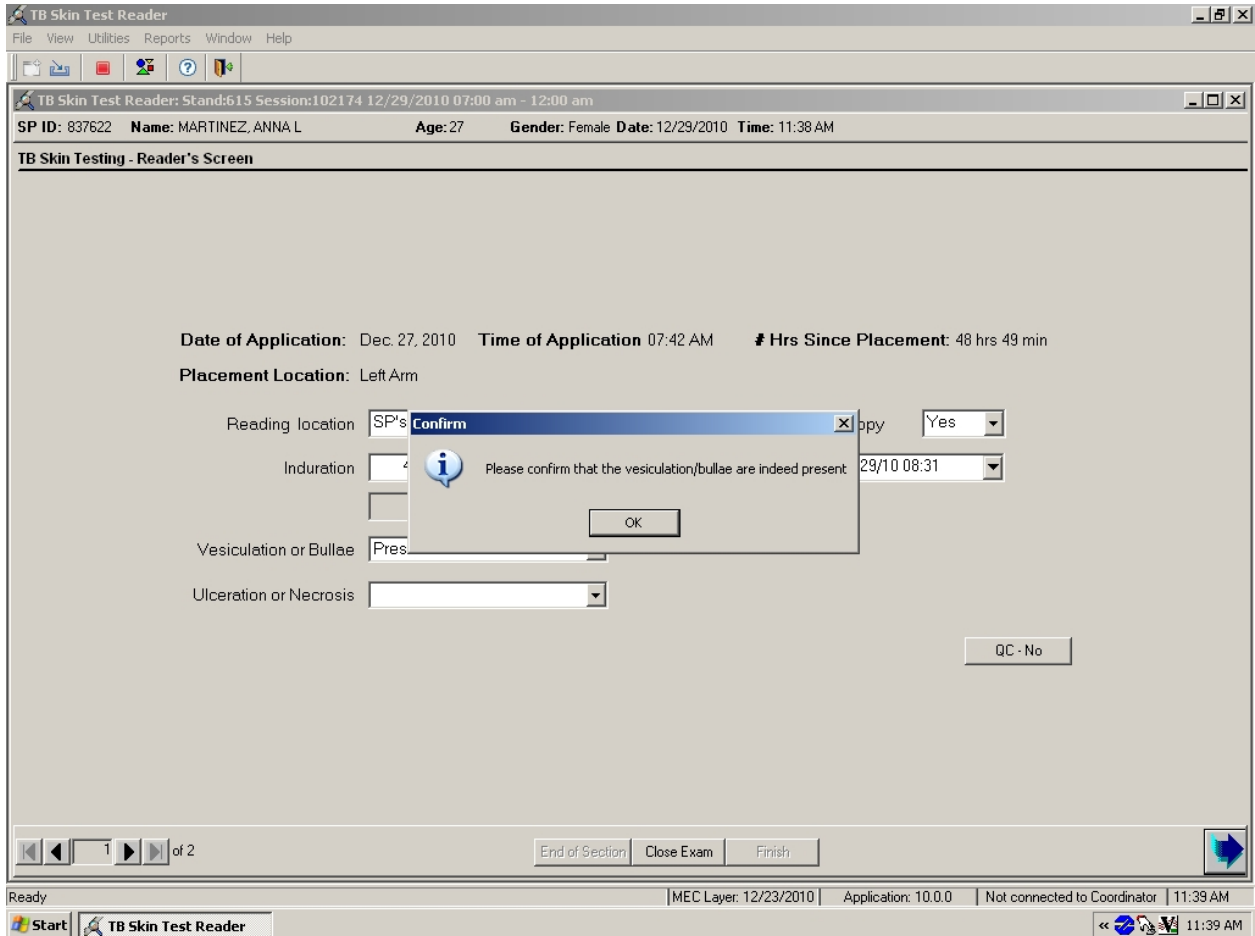 TB Skin Test Reader
File View Utilities Reports Window Help
TB Skin Test Reader: Stand:615 Session:102174 12/29/2010 07:00 am - 12:00 am
SP ID: 837622 Name: MARTINEZ, ANNA L Age: 27 Gender: Female Date: 12/29/2010 Time: 11:38 AM
TB Skin Testing - Reader's Screen
Date of Application: Dec. 27, 2010 Time of Application 07:42 AM # Hrs Since Placement: 48 hrs 49 min
Placement Location: Left Arm
Reading location SP's Yes
Confirm
Induration 29/10 08:31
Please confirm that the vesiculation/bullae are indeed present
OK
Vesiculation or Bullae Pres
Ulceration or Necrosis
QC - No
1 of 2 End of Section Close Exam Finish
Ready MEC Layer: 12/23/2010 Application: 10.0.0 Not connected to Coordinator 11:39 AM
Start TB Skin Test Reader « 11:39 AM